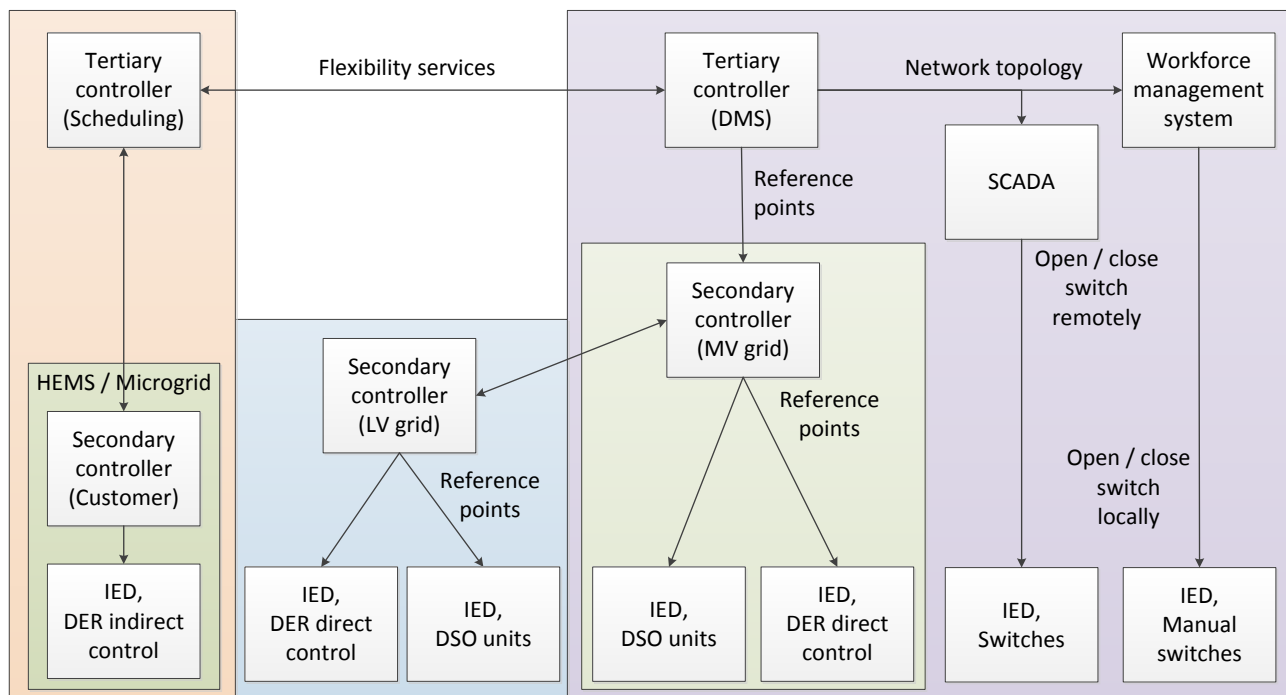 Tertiary
controller
(Scheduling)
Flexibility services
Tertiary
controller
(DMS)
Network topology
Workforce
management
system
SCADA
Reference
points
Open / close
switch
remotely
Secondary
controller
(MV grid)
Secondary
controller
(LV grid)
HEMS / Microgrid
Secondary
controller
(Customer)
Reference
points
Reference
points
Open / close
switch
locally
IED,
DER indirect
control
IED,
DER direct
control
IED,
DSO units
IED,
DSO units
IED,
DER direct
control
IED,
Switches
IED,
Manual
switches